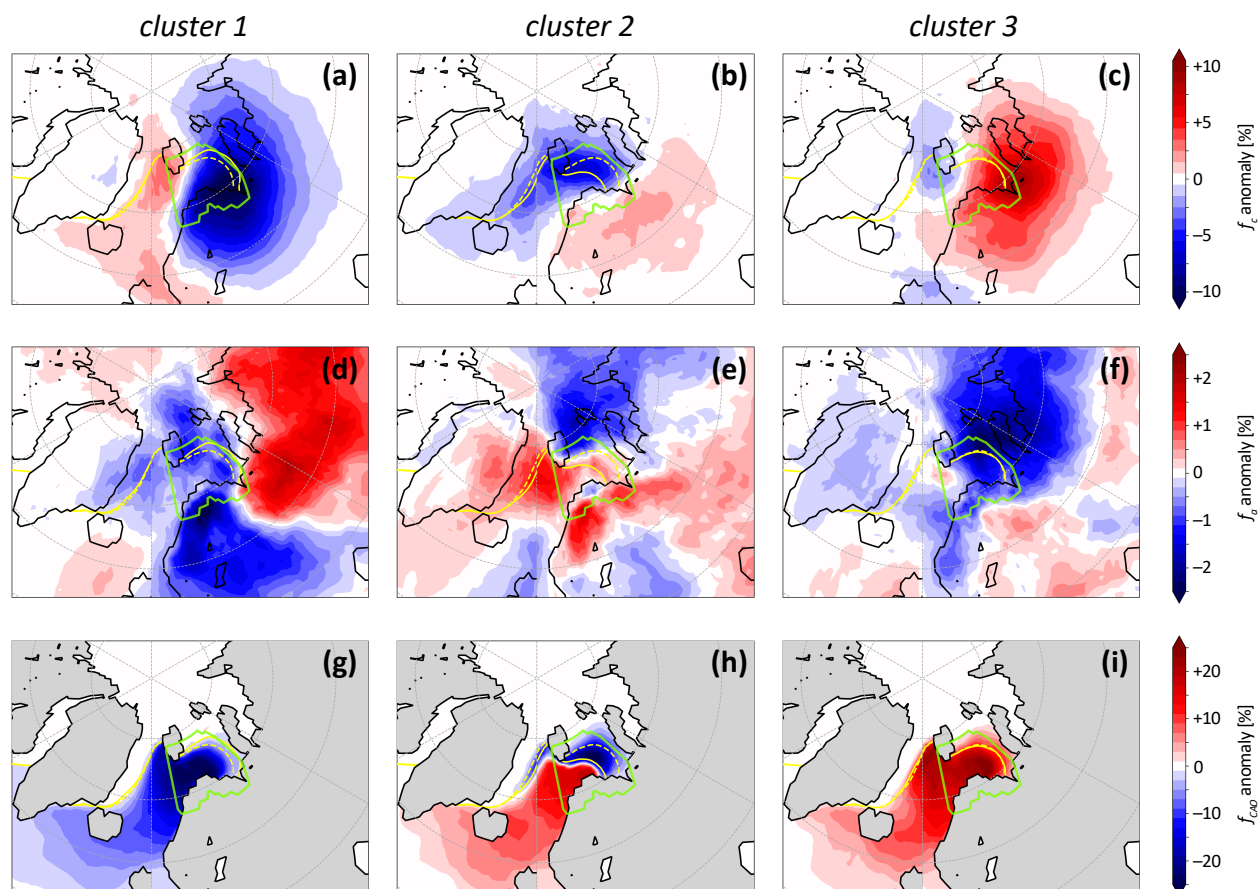 cluster 1 cluster 2 cluster 3
(a) (b) (c)
+10
+5
0
−5
−10
f_c anomaly [%]
(d) (e) (f)
+2
+1
0
−1
−2
f_a anomaly [%]
(g) (h) (i)
+20
+10
0
−10
−20
f_CAO anomaly [%]